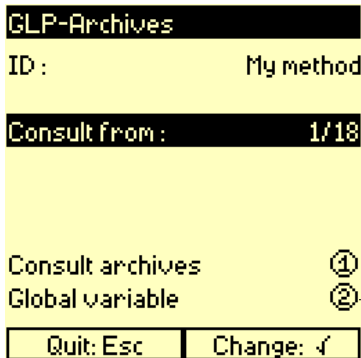 GLP-Archives
ID : My method
Consult from : 1/18
Consult archives ①
Global variable ②
Quit: Esc Change: √